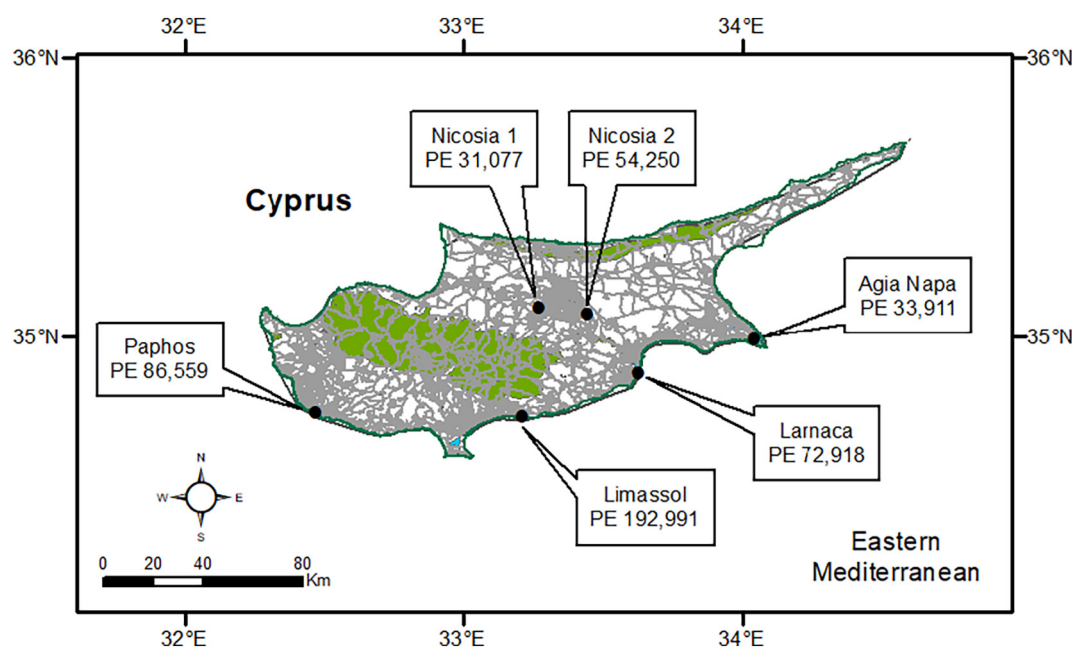 32°E
33°E
34°E
36°N
36°N
Nicosia 1
PE 31,077
Nicosia 2
PE 54,250
Cyprus
Agia Napa
PE 33,911
35°N
35°N
Paphos
PE 86,559
Larnaca
PE 72,918
Limassol
PE 192,991
N
W
E
S
Eastern
Mediterranean
0
20
40
80
Km
32°E
33°E
34°E